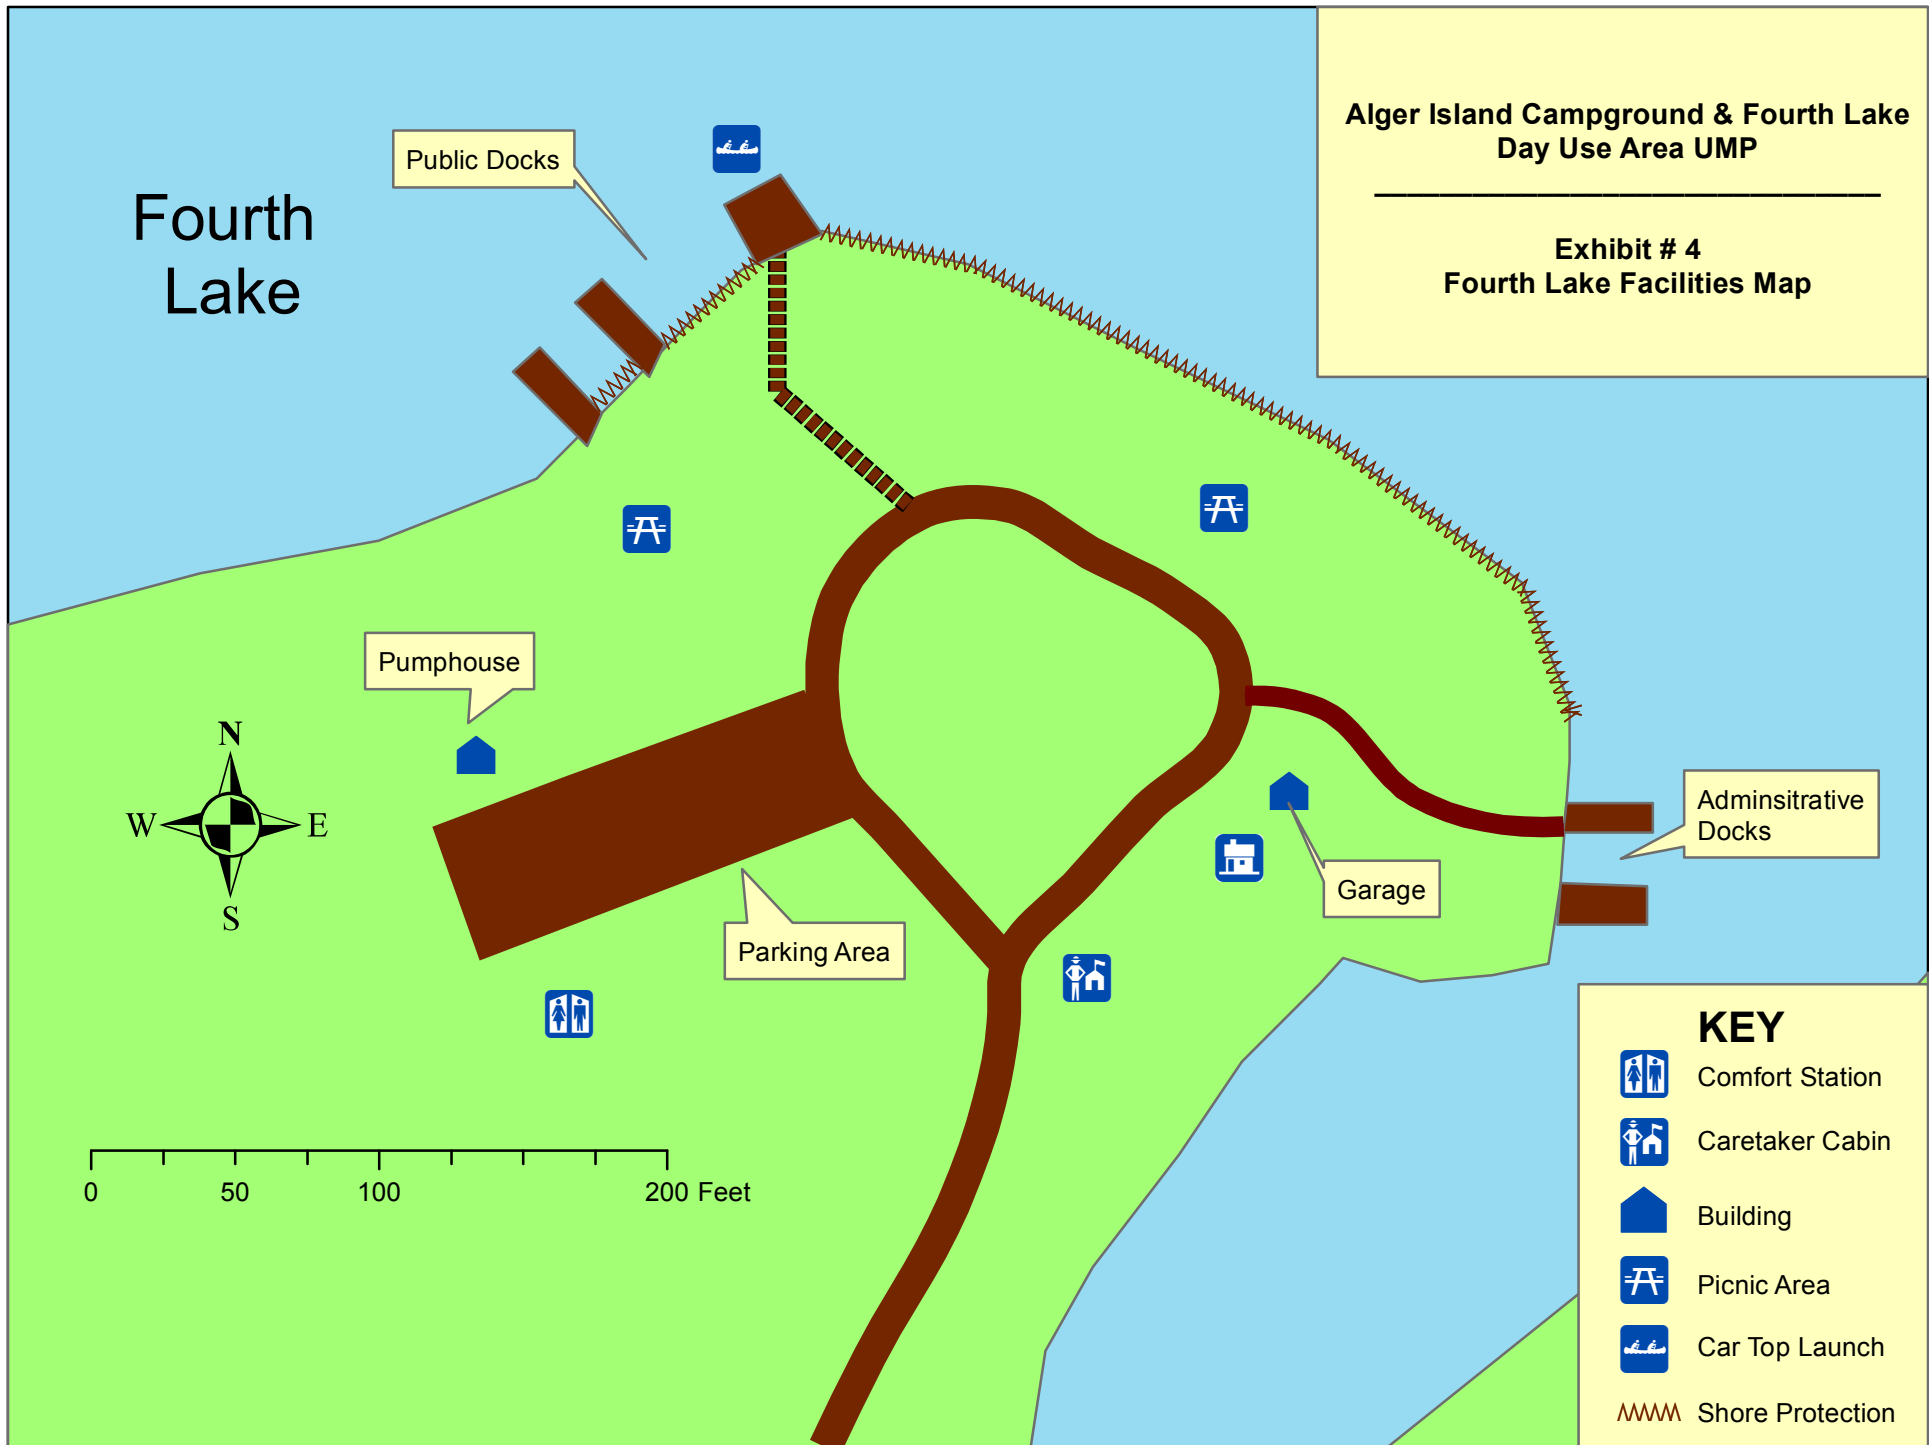 Alger Island Campground & Fourth Lake
Day Use Area UMP
Exhibit # 4
Fourth Lake Facilities Map
Public Docks
Fourth
Lake
Pumphouse
N
W
E
S
Adminsitrative
Docks
Garage
Parking Area
0
50
100
200 Feet
KEY
Comfort Station
Caretaker Cabin
Building
Picnic Area
Car Top Launch
Shore Protection